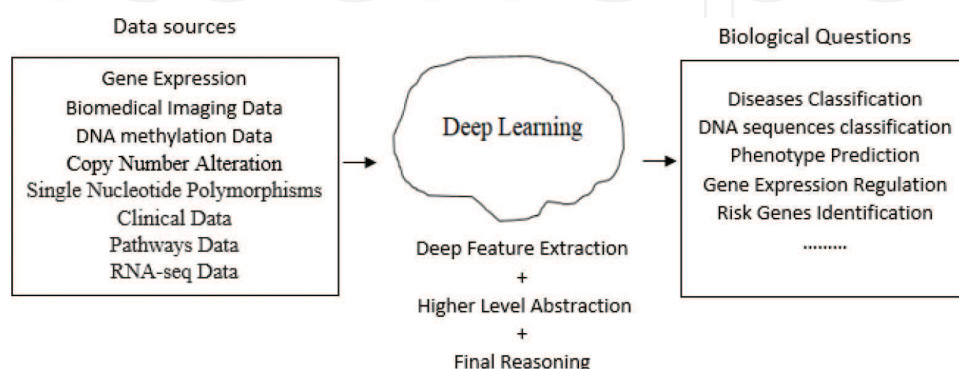 Data sources
Gene Expression
Biomedical Imaging Data
DNA methylation Data
Copy Number Alteration
Single Nucleotide Polymorphisms
Clinical Data
Pathways Data
RNA-seq Data
Deep Learning
Deep Feature Extraction
+
Higher Level Abstraction
+
Final Reasoning
Biological Questions
Diseases Classification
DNA sequences classification
Phenotype Prediction
Gene Expression Regulation
Risk Genes Identification
.........